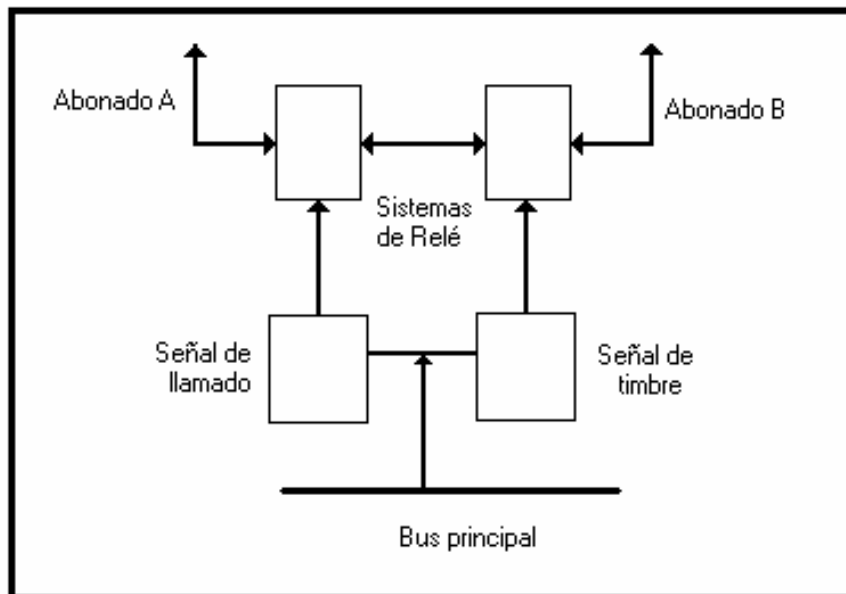 Abonado A
Abonado B
Sistemas
de Relé
Señal de
llamado
Señal de
timbre
Bus principal